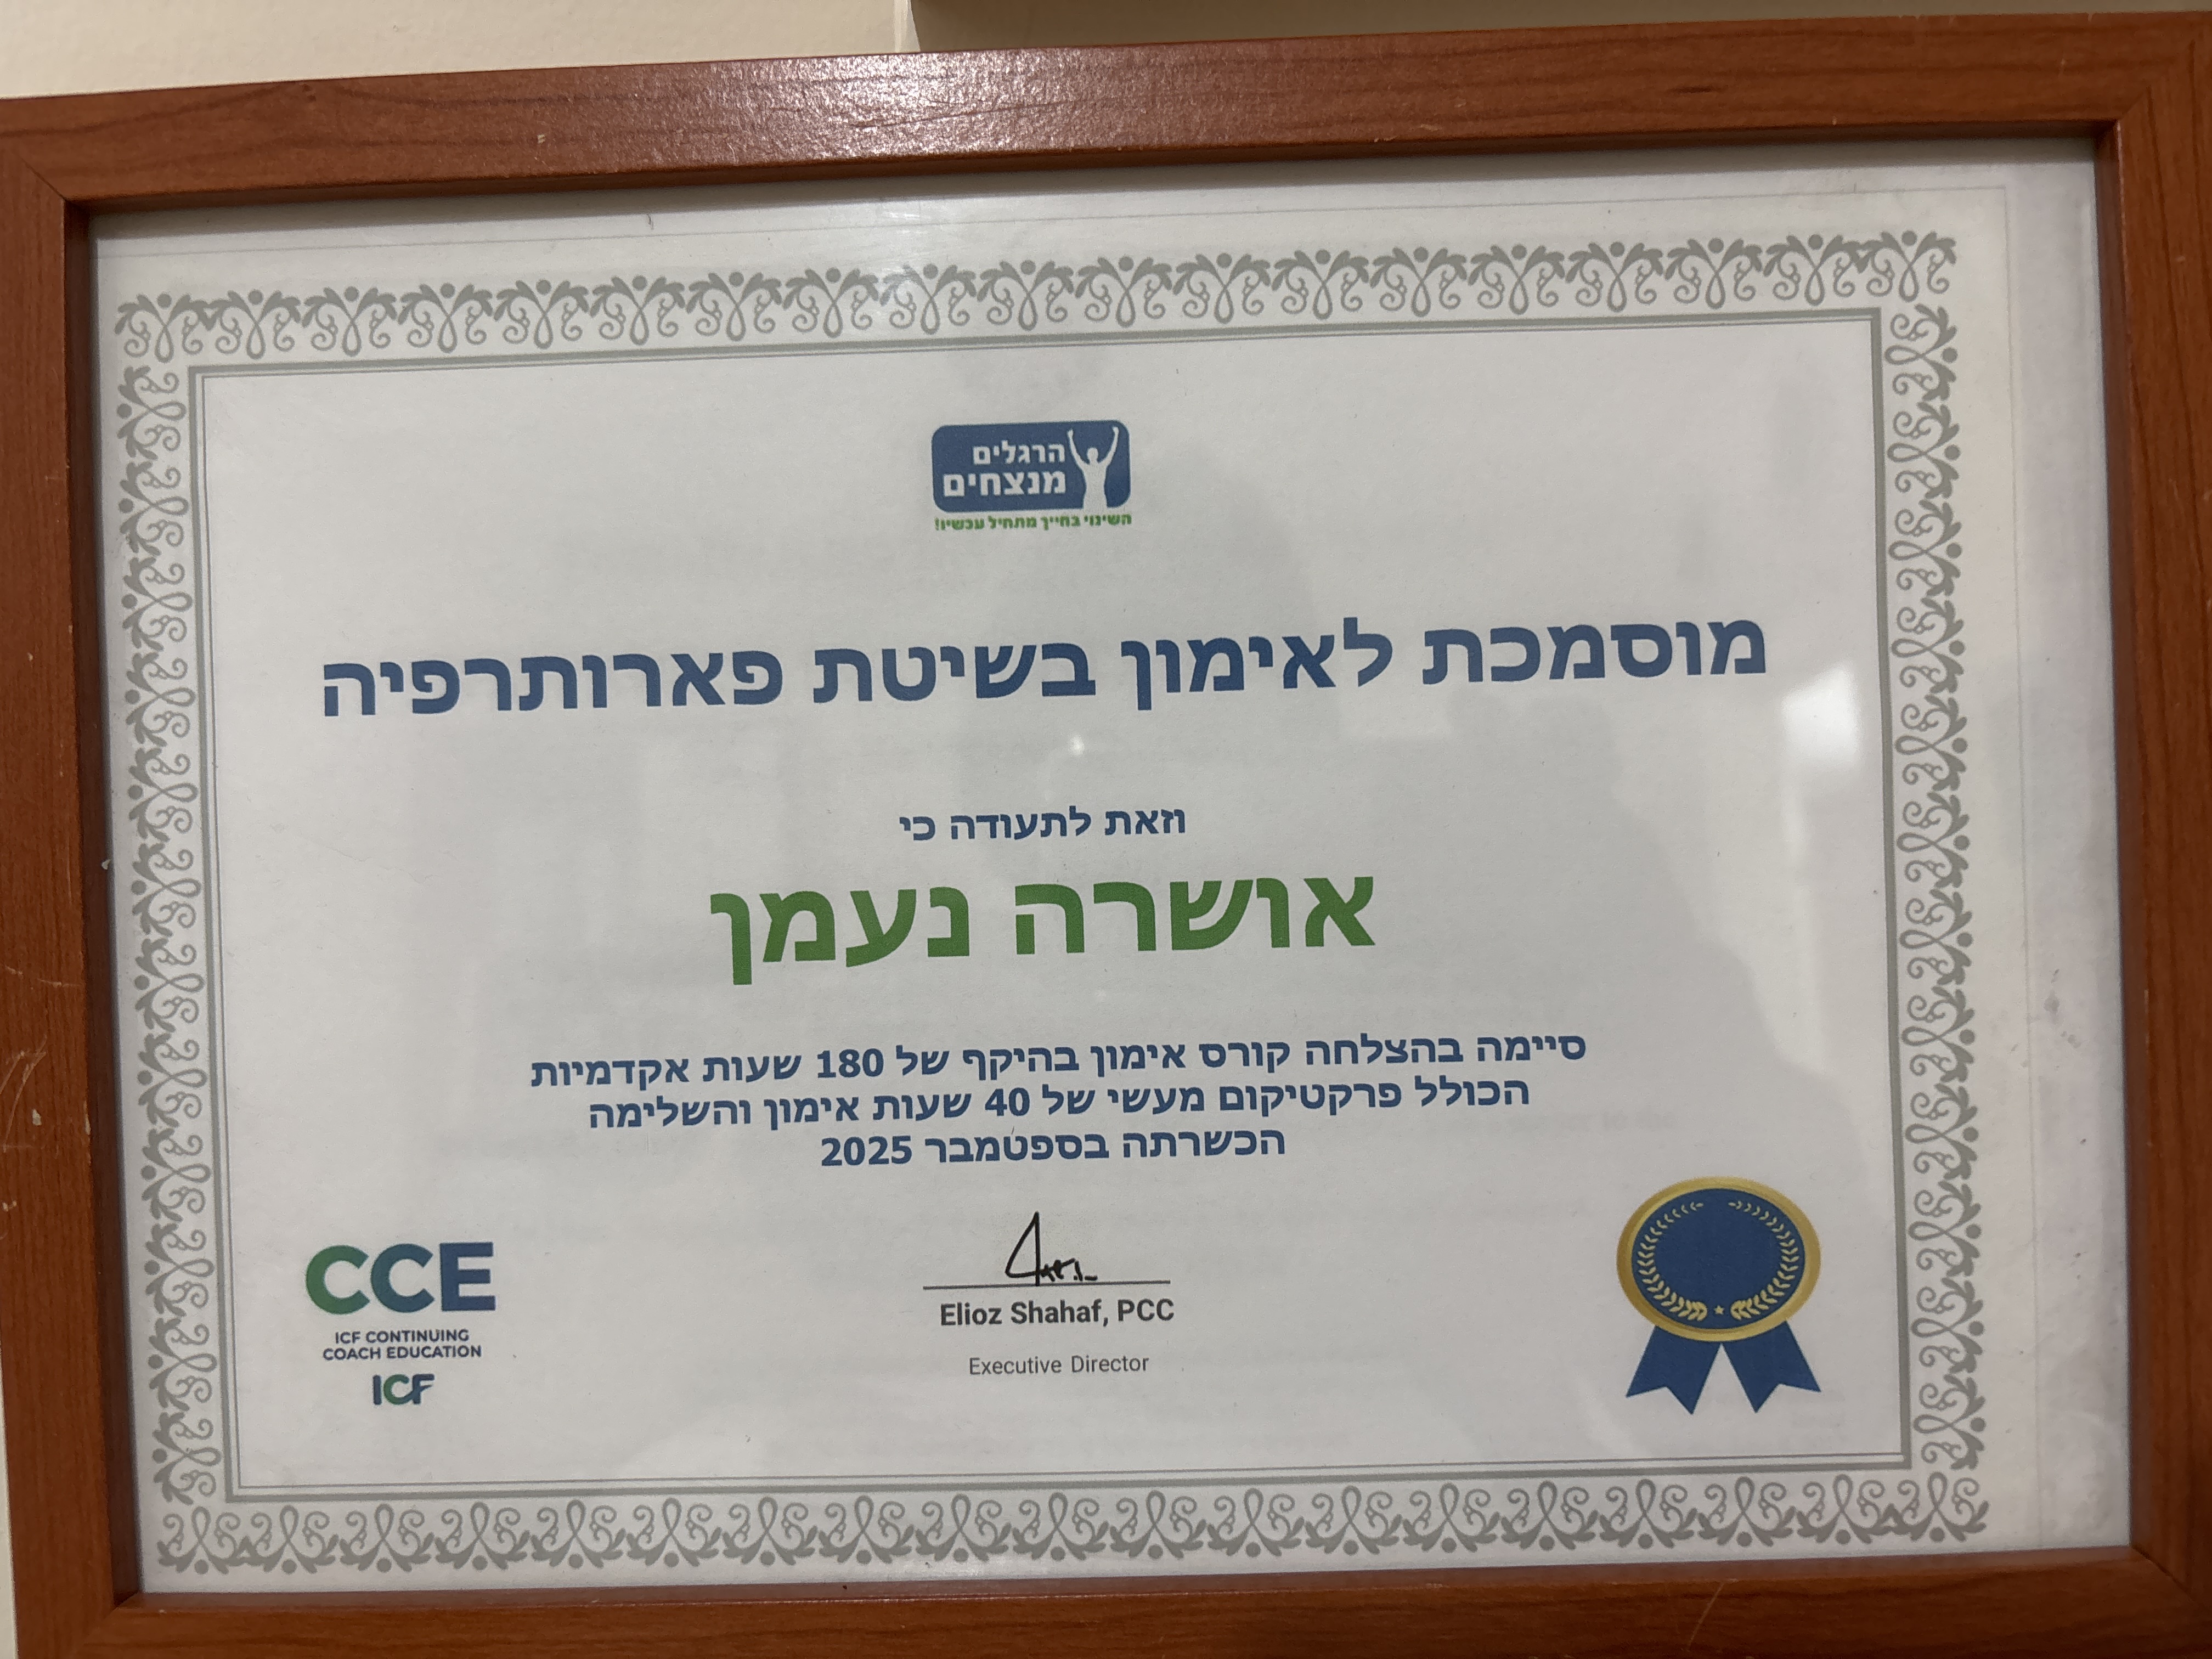 הרגלים
מנצחים
השינוי בחייך מתחיל עכשיו!
מוסמכת לאימון בשיטת פארותרפיה
וזאת לתעודה כי
אושרה נעמן
סיימה בהצלחה קורס אימון בהיקף של 180 שעות אקדמיות
הכולל פרקטיקום מעשי של 40 שעות אימון והשלימה
הכשרתה בספטמבר 2025
Elioz Shahaf, PCC
Executive Director
CCE
ICF CONTINUING
COACH EDUCATION
ICF